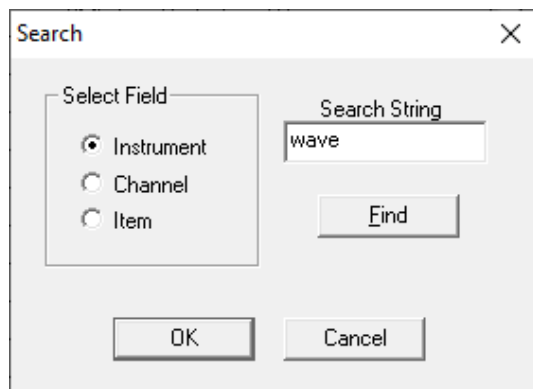 Search
Select Field
Instrument
Channel
Item
Search String
wave
Find
OK
Cancel